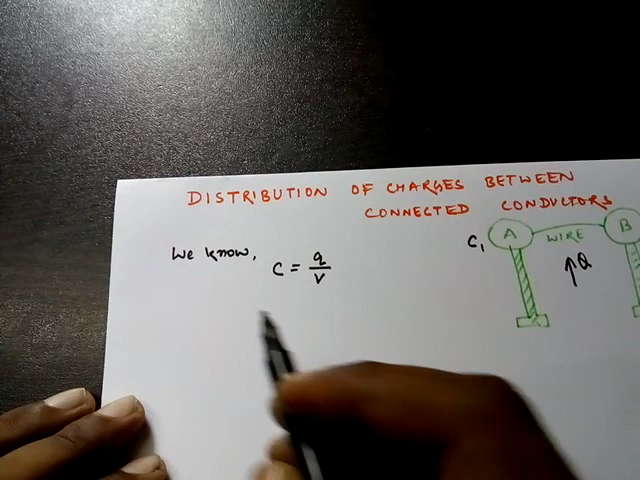 DISTRIBUTION OF CHARGES BETWEEN
CONNECTED CONDUCTORS
We know,
C = q/v
C1
A
WIRE
B
↑Q